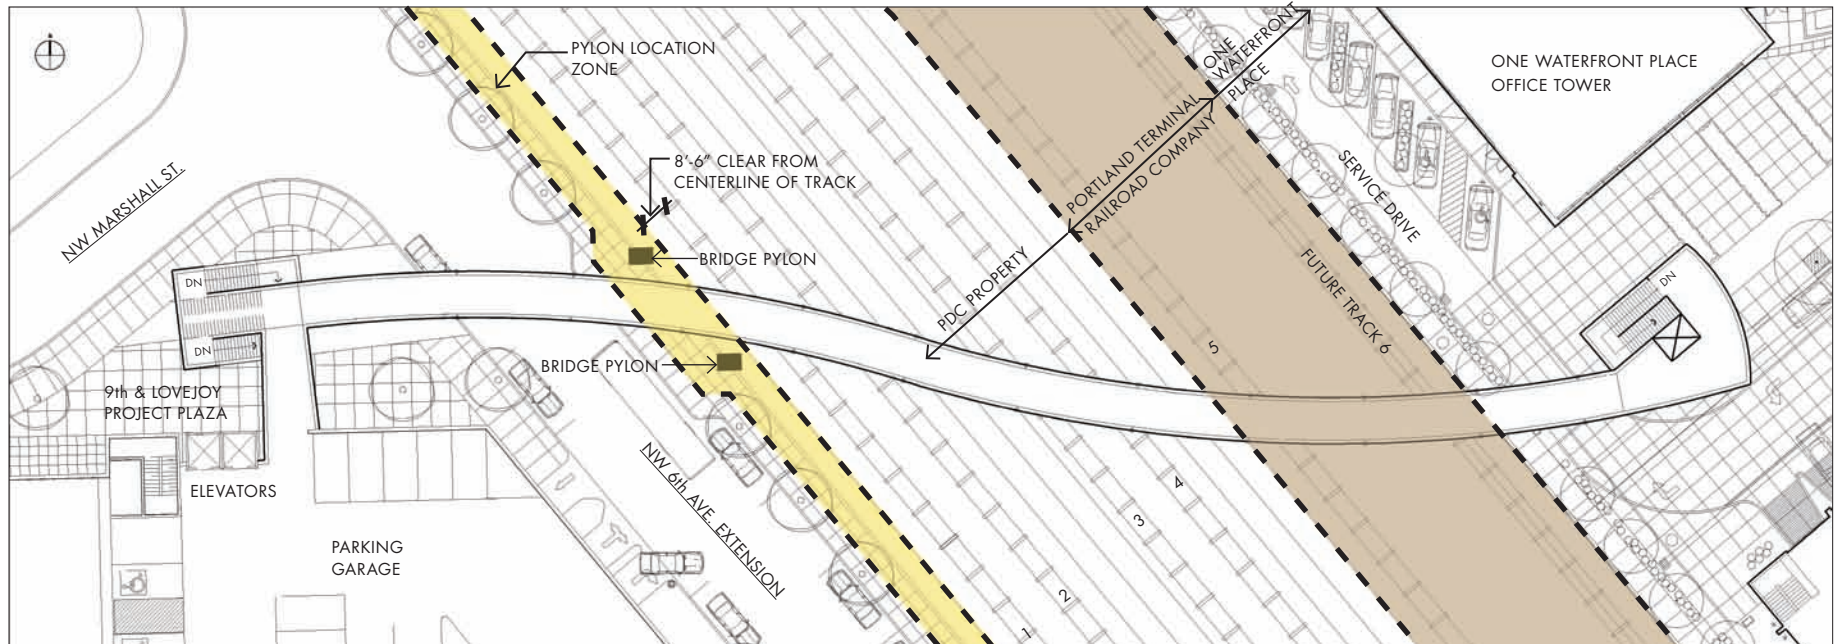 PYLON LOCATION
ZONE
ONE
WATERFRONT
PLACE
ONE WATERFRONT PLACE
OFFICE TOWER
8'-6" CLEAR FROM
CENTERLINE OF TRACK
PORTLAND TERMINAL
RAILROAD COMPANY
SERVICE DRIVE
NW MARSHALL ST.
BRIDGE PYLON
PDC PROPERTY
FUTURE TRACK 6
DN
DN
DN
BRIDGE PYLON
5
9th & LOVEJOY
PROJECT PLAZA
NW 6th AVE. EXTENSION
ELEVATORS
4
3
PARKING
GARAGE
2
1